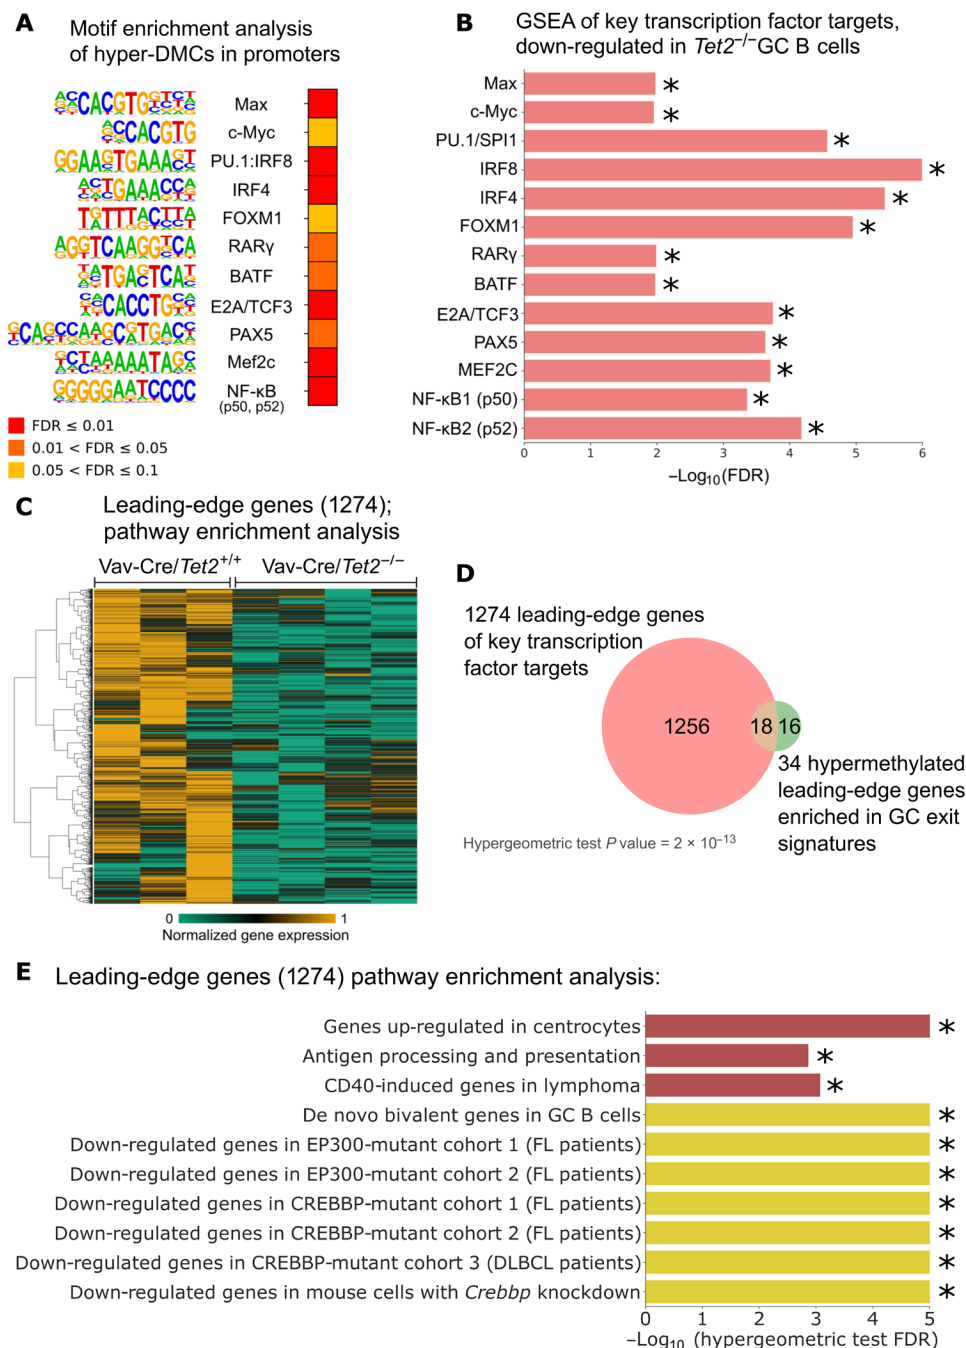 A
Motif enrichment analysis
of hyper-DMCs in promoters
Max
c-Myc
PU.1:IRF8
IRF4
FOXM1
RARγ
BATF
E2A/TCF3
PAX5
Mef2c
NF-κB
(p50, p52)
FDR ≤ 0.01
0.01 < FDR ≤ 0.05
0.05 < FDR ≤ 0.1
B
GSEA of key transcription factor targets,
down-regulated in Tet2–/– GC B cells
Max *
c-Myc *
PU.1/SPI1 *
IRF8 *
IRF4 *
FOXM1 *
RARγ *
BATF *
E2A/TCF3 *
PAX5 *
MEF2C *
NF-κB1 (p50) *
NF-κB2 (p52) *
0 1 2 3 4 5 6
–Log10(FDR)
C
Leading-edge genes (1274);
pathway enrichment analysis
Vav-Cre/Tet2+/+ Vav-Cre/Tet2–/–
0 1
Normalized gene expression
D
1274 leading-edge genes
of key transcription
factor targets
1256 18 16
34 hypermethylated
leading-edge genes
enriched in GC exit
signatures
Hypergeometric test P value = 2 × 10–13
E Leading-edge genes (1274) pathway enrichment analysis:
Genes up-regulated in centrocytes *
Antigen processing and presentation *
CD40-induced genes in lymphoma *
De novo bivalent genes in GC B cells *
Down-regulated genes in EP300-mutant cohort 1 (FL patients) *
Down-regulated genes in EP300-mutant cohort 2 (FL patients) *
Down-regulated genes in CREBBP-mutant cohort 1 (FL patients) *
Down-regulated genes in CREBBP-mutant cohort 2 (FL patients) *
Down-regulated genes in CREBBP-mutant cohort 3 (DLBCL patients) *
Down-regulated genes in mouse cells with Crebbp knockdown *
0 1 2 3 4 5
–Log10 (hypergeometric test FDR)